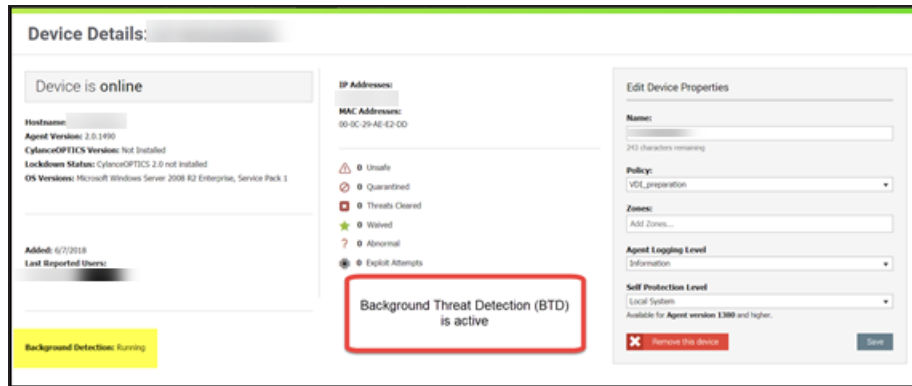 Device Details:
Device is online
Hostname:
Agent Version: 2.0.1490
CylanceOPTICS Version: Not Installed
Lockdown Status: CylanceOPTICS 2.0 not installed
OS Versions: Microsoft Windows Server 2008 R2 Enterprise, Service Pack 1
Added: 6/7/2018
Last Reported Users:
Background Detection: Running
IP Addresses:
MAC Addresses:
00-0C-29-AE-E2-DD
0 Unsafe
0 Quarantined
0 Threats Cleared
0 Waived
? 0 Abnormal
0 Exploit Attempts
Background Threat Detection (BTD)
is active
Edit Device Properties
Name:
243 characters remaining
Policy:
VDI_preparation
Zones:
Add Zones...
Agent Logging Level
Information
Self Protection Level
Local System
Available for Agent version 1380 and higher.
Remove this device
Save